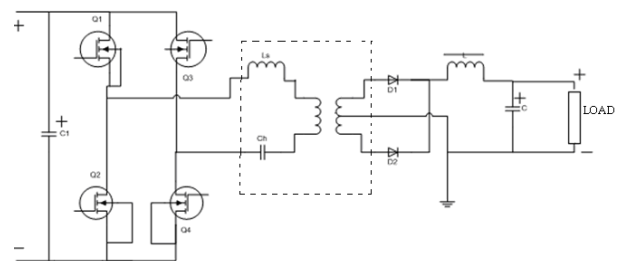 +
Q1
Q3
Ls
L
D1
+
+
C1
+
C
LOAD
Ch
D2
−
Q2
Q4
−